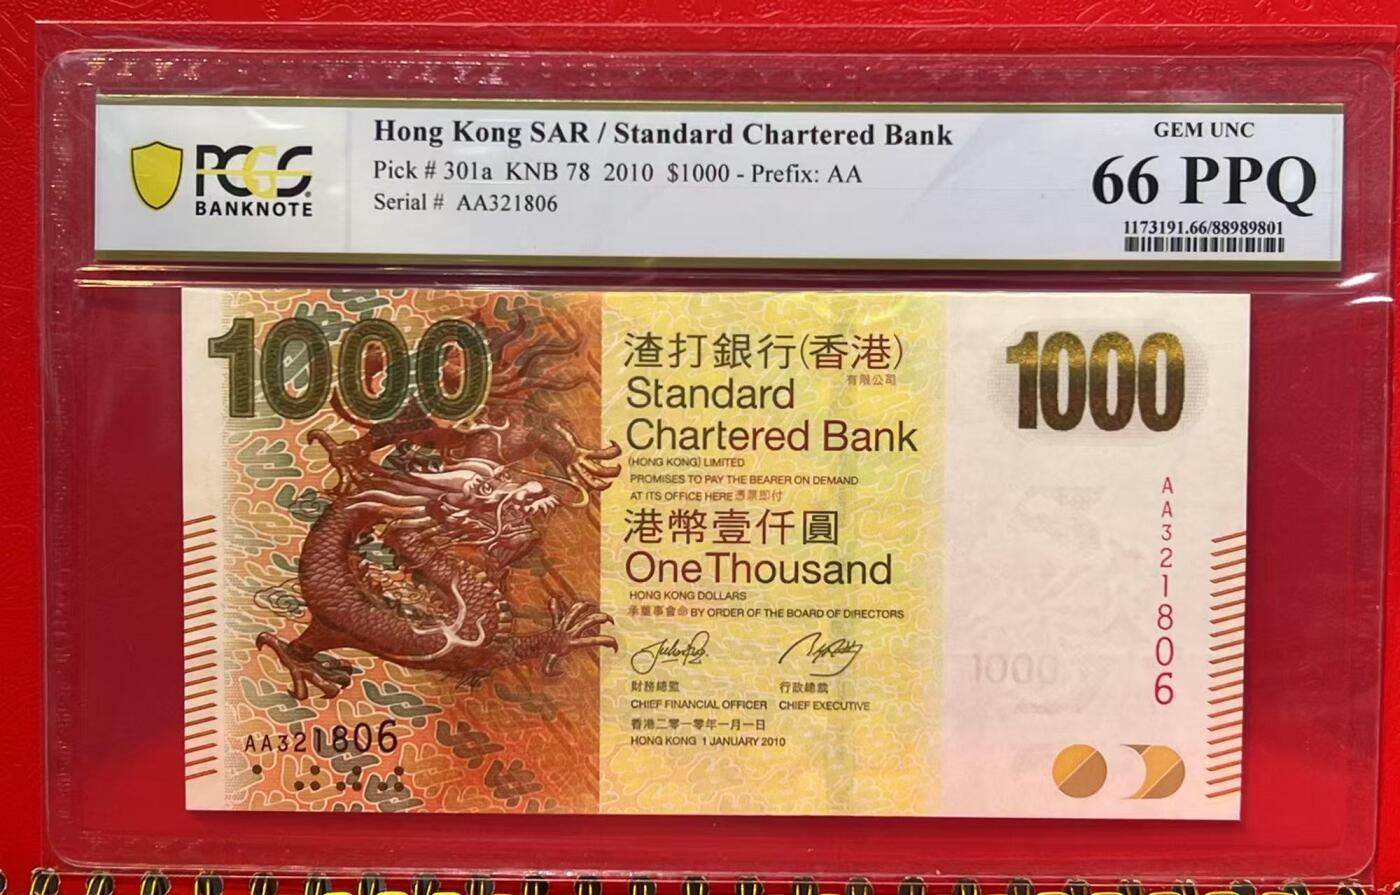 PCGS
BANKNOTE
Hong Kong SAR / Standard Chartered Bank
Pick # 301a KNB 78 2010 $1000 - Prefix: AA
Serial # AA321806
GEM UNC
66 PPQ
1173191.66/88989801
1000
渣打銀行(香港)
有限公司
Standard
Chartered Bank
(HONG KONG) LIMITED
PROMISES TO PAY THE BEARER ON DEMAND
AT ITS OFFICE HERE 憑票即付
港幣壹仟圓
One Thousand
HONG KONG DOLLARS
承董事會命 BY ORDER OF THE BOARD OF DIRECTORS
財務總監 行政總裁
CHIEF FINANCIAL OFFICER CHIEF EXECUTIVE
香港二零一零年一月一日
HONG KONG 1 JANUARY 2010
AA321806
1000
AA321806
1000